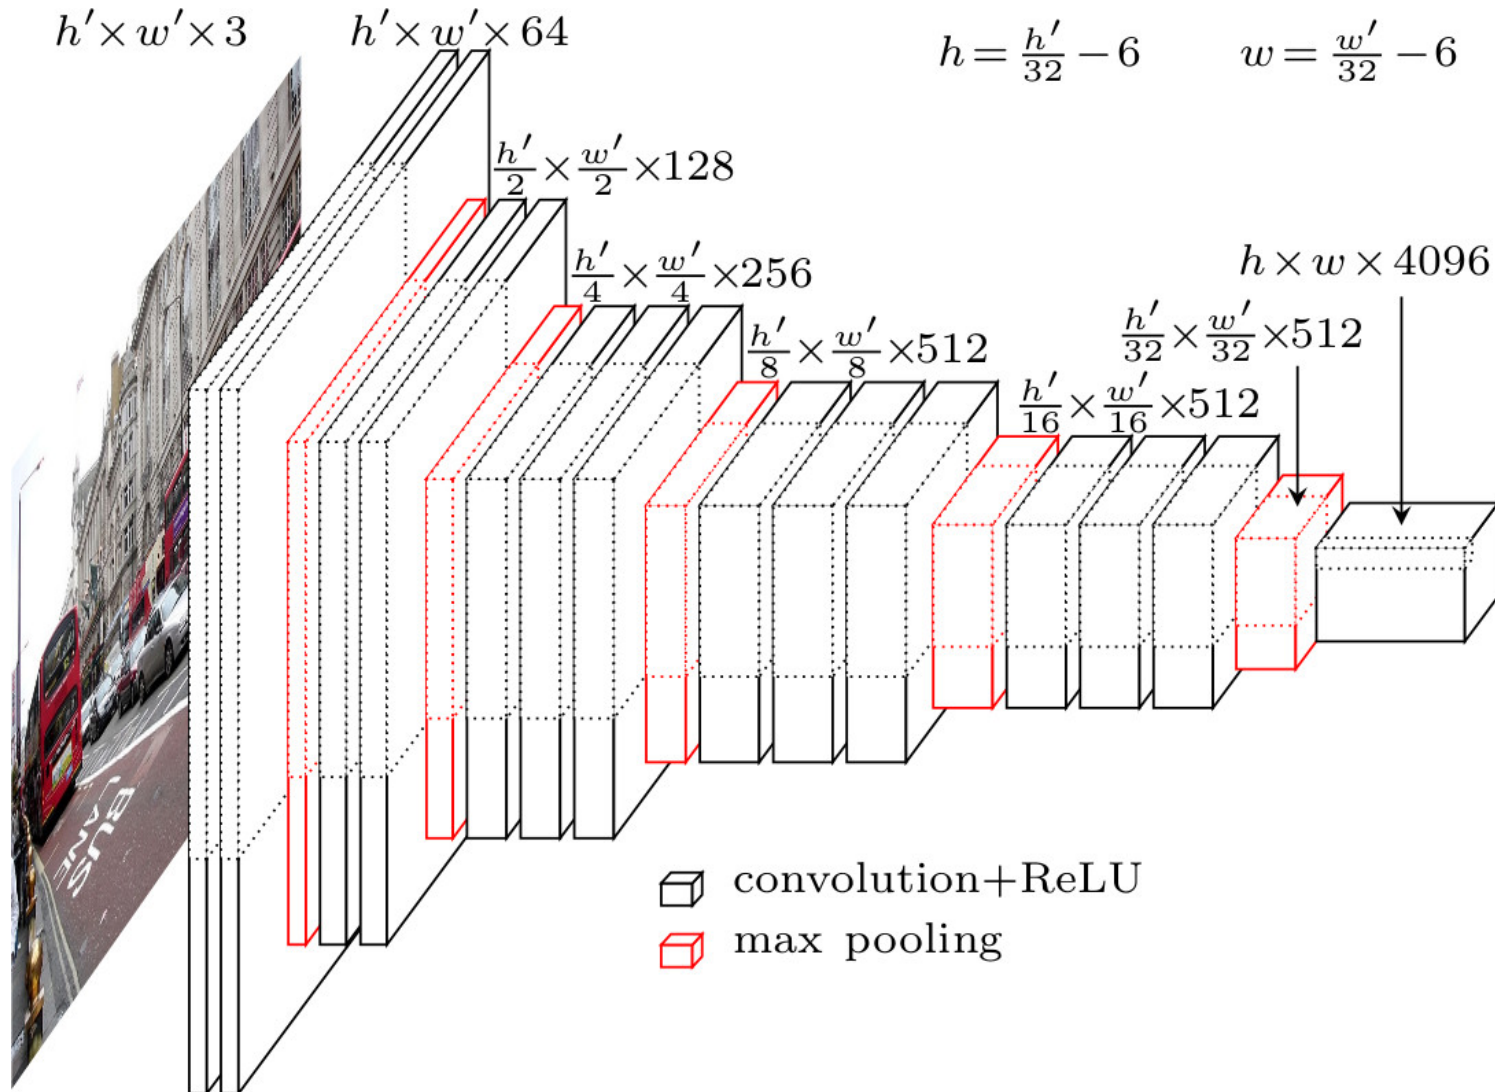 h′ × w′ × 3
h′ × w′ × 64
h = h′/32 − 6
w = w′/32 − 6
h′/2 × w′/2 × 128
h′/4 × w′/4 × 256
h × w × 4096
h′/8 × w′/8 × 512
h′/32 × w′/32 × 512
h′/16 × w′/16 × 512
BUS
LANE
convolution+ReLU
max pooling